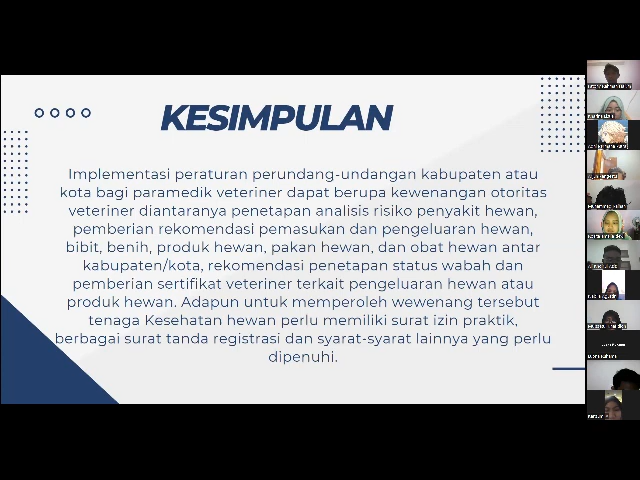 KESIMPULAN
Implementasi peraturan perundang-undangan kabupaten atau
kota bagi paramedik veteriner dapat berupa kewenangan otoritas
veteriner diantaranya penetapan analisis risiko penyakit hewan,
pemberian rekomendasi pemasukan dan pengeluaran hewan,
bibit, benih, produk hewan, pakan hewan, dan obat hewan antar
kabupaten/kota, rekomendasi penetapan status wabah dan
pemberian sertifikat veteriner terkait pengeluaran hewan atau
produk hewan. Adapun untuk memperoleh wewenang tersebut
tenaga Kesehatan hewan perlu memiliki surat izin praktik,
berbagai surat tanda registrasi dan syarat-syarat lainnya yang perlu
dipenuhi.